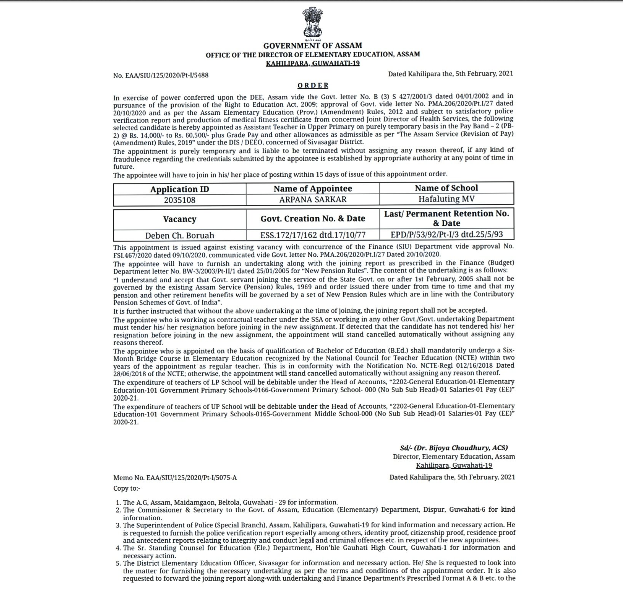 GOVERNMENT OF ASSAM
OFFICE OF THE DIRECTOR OF ELEMENTARY EDUCATION, ASSAM
KAHILIPARA, GUWAHATI-19
No. EAA/SIU/125/2020/Pt-I/5488 Dated Kahilipara the, 5th February, 2021
O R D E R
In exercise of power conferred upon the DEE, Assam vide the Govt. letter No. B (3) S 427/2001/3 dated 04/01/2002 and in
pursuance of the provision of the Right to Education Act, 2009; approval of Govt. vide letter No. PMA.206/2020/Pt.I/27 dated
20/10/2020 and as per the Assam Elementary Education (Prov.) (Amendment) Rules, 2012 and subject to satisfactory police
verification report and production of medical fitness certificate from concerned Joint Director of Health Services, the following
selected candidate is hereby appointed as Assistant Teacher in Upper Primary on purely temporary basis in the Pay Band – 2 (PB-
2) @ Rs. 14,000/- to Rs. 60,500/- plus Grade Pay and other allowances as admissible as per "The Assam Service (Revision of Pay)
(Amendment) Rules, 2019" under the DIS / DEEO, concerned of Sivasagar District.
The appointment is purely temporary and is liable to be terminated without assigning any reason thereof, if any kind of
fraudulence regarding the credentials submitted by the appointee is established by appropriate authority at any point of time in
future.
The appointee will have to join in his/her place of posting within 15 days of issue of this appointment order.
Application ID Name of Appointee Name of School
2035108 ARPANA SARKAR Hafaluting MV
Vacancy Govt. Creation No. & Date Last/ Permanent Retention No. & Date
Deben Ch. Boruah ESS.172/17/162 dtd.17/10/77 EPD/P/53/92/Pt-I/3 dtd.25/5/93
This appointment is issued against existing vacancy with concurrence of the Finance (SIU) Department vide approval No.
FSI.467/2020 dated 09/10/2020, communicated vide Govt. letter No. PMA.206/2020/Pt.I/27 Dated 20/10/2020.
The appointee will have to furnish an undertaking along with the joining report as prescribed in the Finance (Budget)
Department letter No. BW-3/2003/Pt-II/1 dated 25/01/2005 for "New Pension Rules". The content of the undertaking is as follows:
"I understand and accept that Govt. servant joining the service of the State Govt. on or after 1st February, 2005 shall not be
governed by the existing Assam Service (Pension) Rules, 1969 and order issued there under from time to time and that my
pension and other retirement benefits will be governed by a set of New Pension Rules which are in line with the Contributory
Pension Schemes of Govt. of India".
It is further instructed that without the above undertaking at the time of joining, the joining report shall not be accepted.
The appointee who is working as contractual teacher under the SSA or working in any other Govt./Govt. undertaking Department
must tender his/ her resignation before joining in the new assignment. If detected that the candidate has not tendered his/ her
resignation before joining in the new assignment, the appointment will stand cancelled automatically without assigning any
reasons thereof.
The appointee who is appointed on the basis of qualification of Bachelor of Education (B.Ed.) shall mandatorily undergo a Six-
Month Bridge Course in Elementary Education recognized by the National Council for Teacher Education (NCTE) within two
years of the appointment as regular teacher. This is in conformity with the Notification No. NCTE-Regl 012/16/2018 Dated
28/06/2018 of the NCTE; otherwise, the appointment will stand cancelled automatically without assigning any reason thereof.
The expenditure of teachers of LP School will be debitable under the Head of Accounts, "2202-General Education-01-Elementary
Education-101 Government Primary Schools-0166-Government Primary School- 000 (No Sub Sub Head)-01 Salaries-01 Pay (EE)"
2020-21.
The expenditure of teachers of UP School will be debitable under the Head of Accounts, "2202-General Education-01-Elementary
Education-101 Government Primary Schools-0165-Government Middle School-000 (No Sub Sub Head)-01 Salaries-01 Pay (EE)"
2020-21.
Sd/- (Dr. Bijoya Choudhury, ACS)
Director, Elementary Education, Assam
Kahilipara, Guwahati-19
Memo No. EAA/SIU/125/2020/Pt-I/5075-A Dated Kahilipara the, 5th February, 2021
Copy to:-
1. The A.G, Assam, Maidamgaon, Beltola, Guwahati - 29 for information.
2. The Commissioner & Secretary to the Govt. of Assam, Education (Elementary) Department, Dispur, Guwahati-6 for kind
information.
3. The Superintendent of Police (Special Branch), Assam, Kahilipara, Guwahati-19 for kind information and necessary action. He
is requested to furnish the police verification report especially among others, identity proof, citizenship proof, residence proof
and antecedent reports relating to integrity and conduct legal and criminal offences etc. in respect of the new appointees.
4. The Sr. Standing Counsel for Education (Ele.) Department, Hon'ble Gauhati High Court, Guwahati-1 for information and
necessary action.
5. The District Elementary Education Officer, Sivasagar for information and necessary action. He/ She is requested to look into
the matter for furnishing the necessary undertaking as per the terms and conditions of the appointment order. It is also
requested to forward the joining report along-with undertaking and Finance Department's Prescribed Format A & B etc. to the